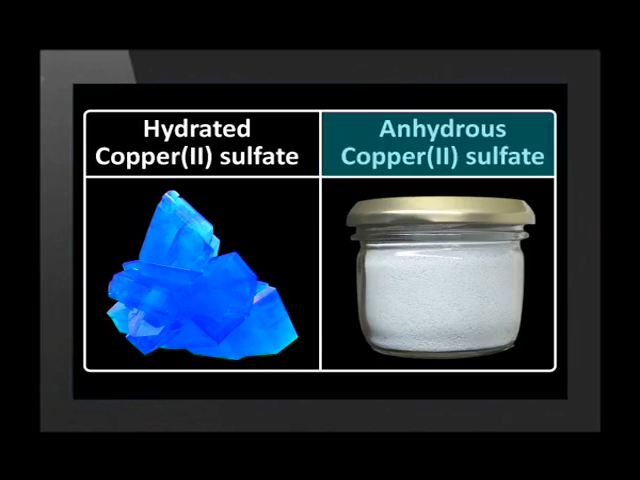 Hydrated
Copper(II) sulfate
Anhydrous
Copper(II) sulfate